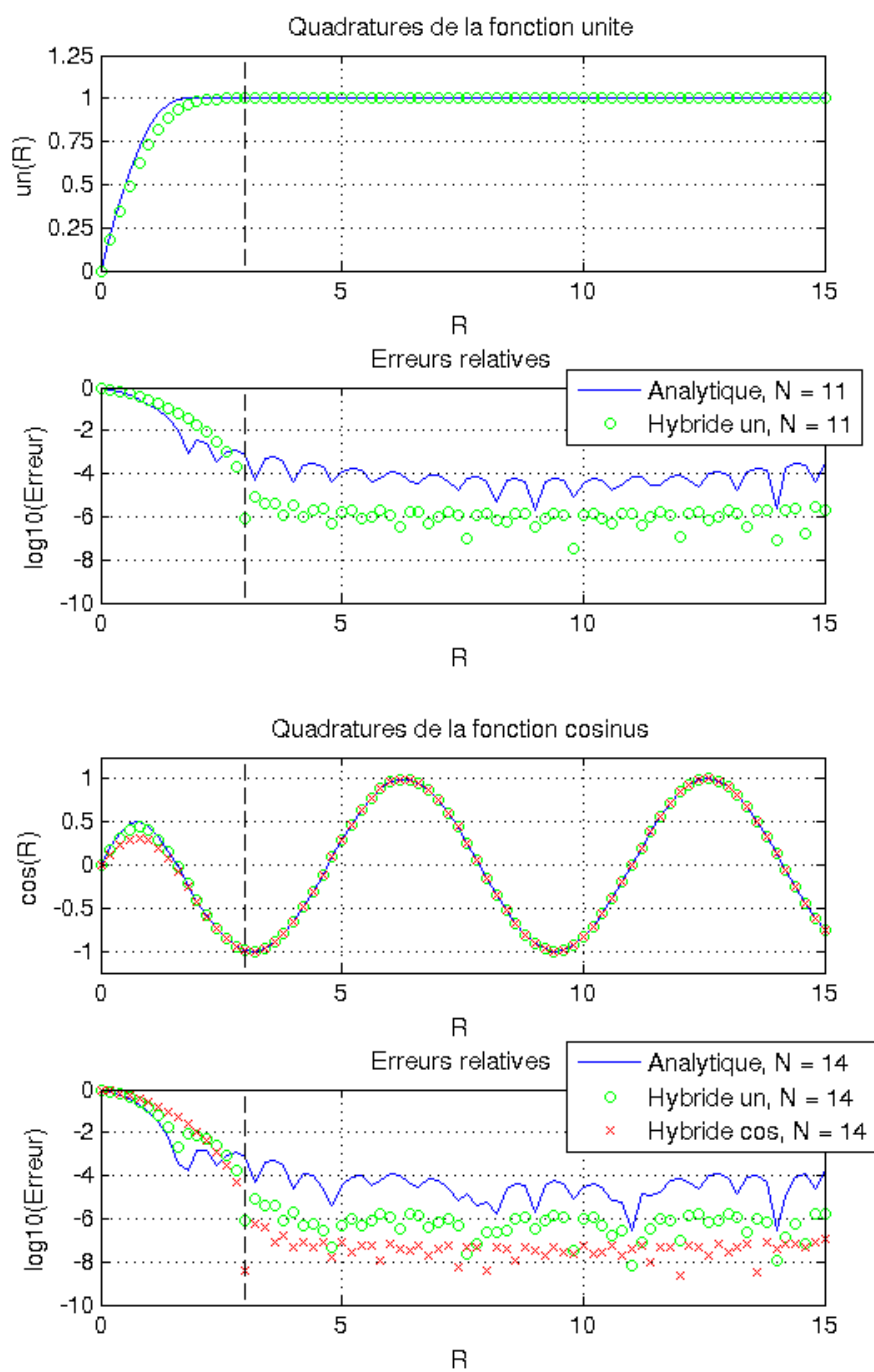 Quadratures de la fonction unite
1.25
1
0.75
0.5
0.25
0
un(R)
0 5 10 15
R
Erreurs relatives
Analytique, N = 11
Hybride un, N = 11
0
-2
-4
-6
-8
-10
log10(Erreur)
0 5 10 15
R
Quadratures de la fonction cosinus
1
0.5
0
-0.5
-1
cos(R)
0 5 10 15
R
Erreurs relatives
Analytique, N = 14
Hybride un, N = 14
Hybride cos, N = 14
0
-2
-4
-6
-8
-10
log10(Erreur)
0 5 10 15
R